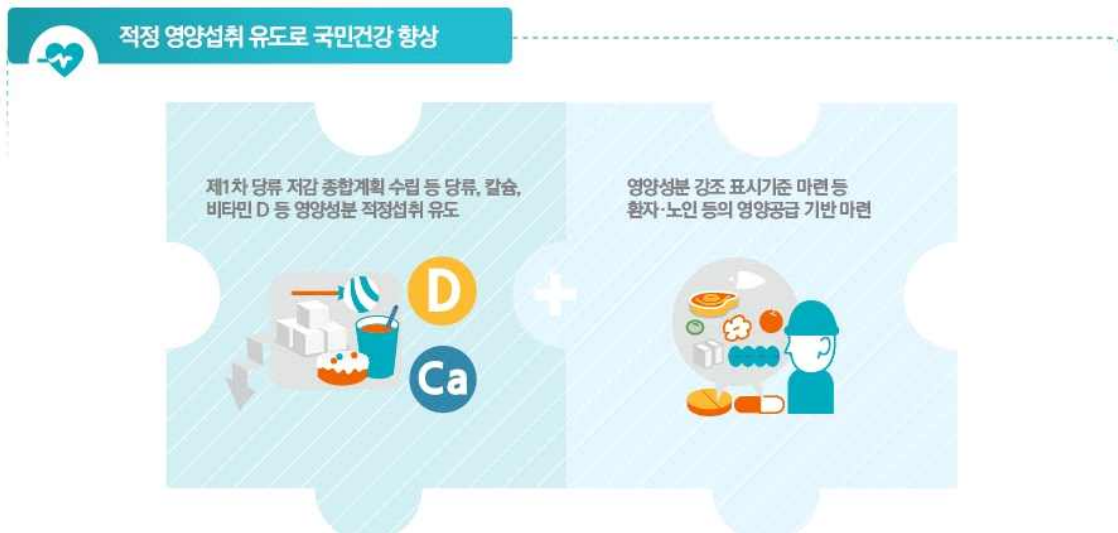 적정 영양섭취 유도로 국민건강 향상
제1차 당류 저감 종합계획 수립 등 당류, 칼슘,
비타민 D 등 영양성분 적정섭취 유도
영양성분 강조 표시기준 마련 등
환자·노인 등의 영양공급 기반 마련
D
+
Ca